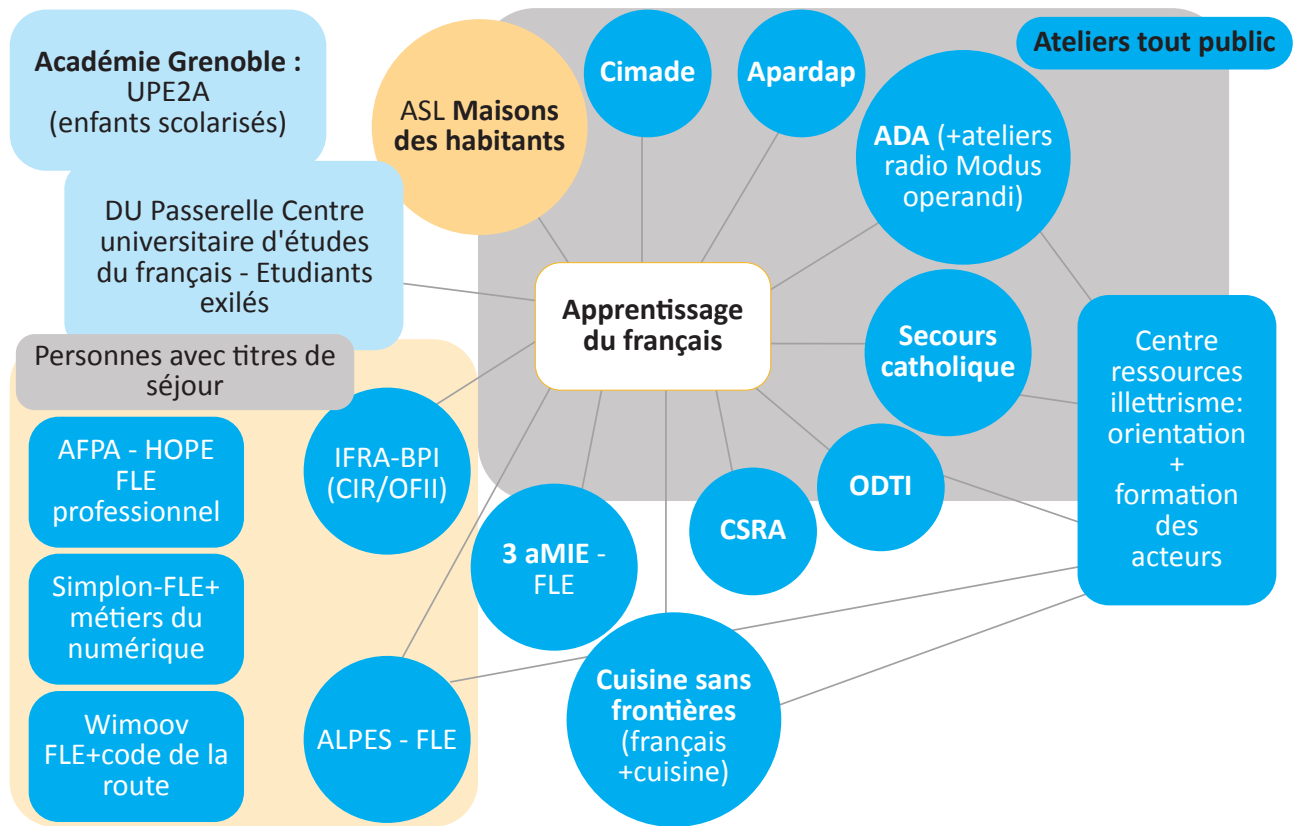 Académie Grenoble :
UPE2A
(enfants scolarisés)
ASL Maisons
des habitants
Cimade
Apardap
Ateliers tout public
ADA (+ateliers
radio Modus
operandi)
DU Passerelle Centre
universitaire d'études
du français - Etudiants
exilés
Apprentissage
du français
Secours
catholique
Centre
ressources
illettrisme:
orientation
+
formation
des
acteurs
Personnes avec titres de
séjour
AFPA - HOPE
FLE
professionnel
IFRA-BPI
(CIR/OFII)
3 aMIE -
FLE
CSRA
ODTI
Simplon-FLE+
métiers du
numérique
Wimoov
FLE+code de la
route
ALPES - FLE
Cuisine sans
frontières
(français
+cuisine)